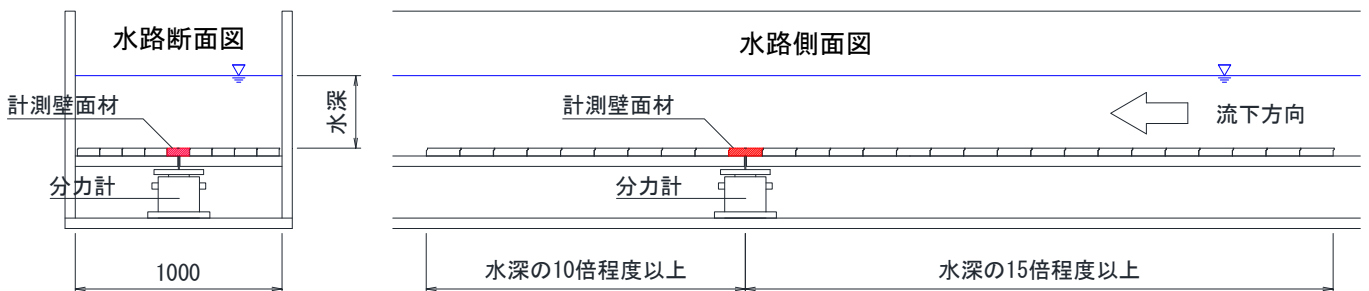 水路断面図
計測壁面材
水深
分力計
1000
水路側面図
計測壁面材
流下方向
分力計
水深の10倍程度以上
水深の15倍程度以上